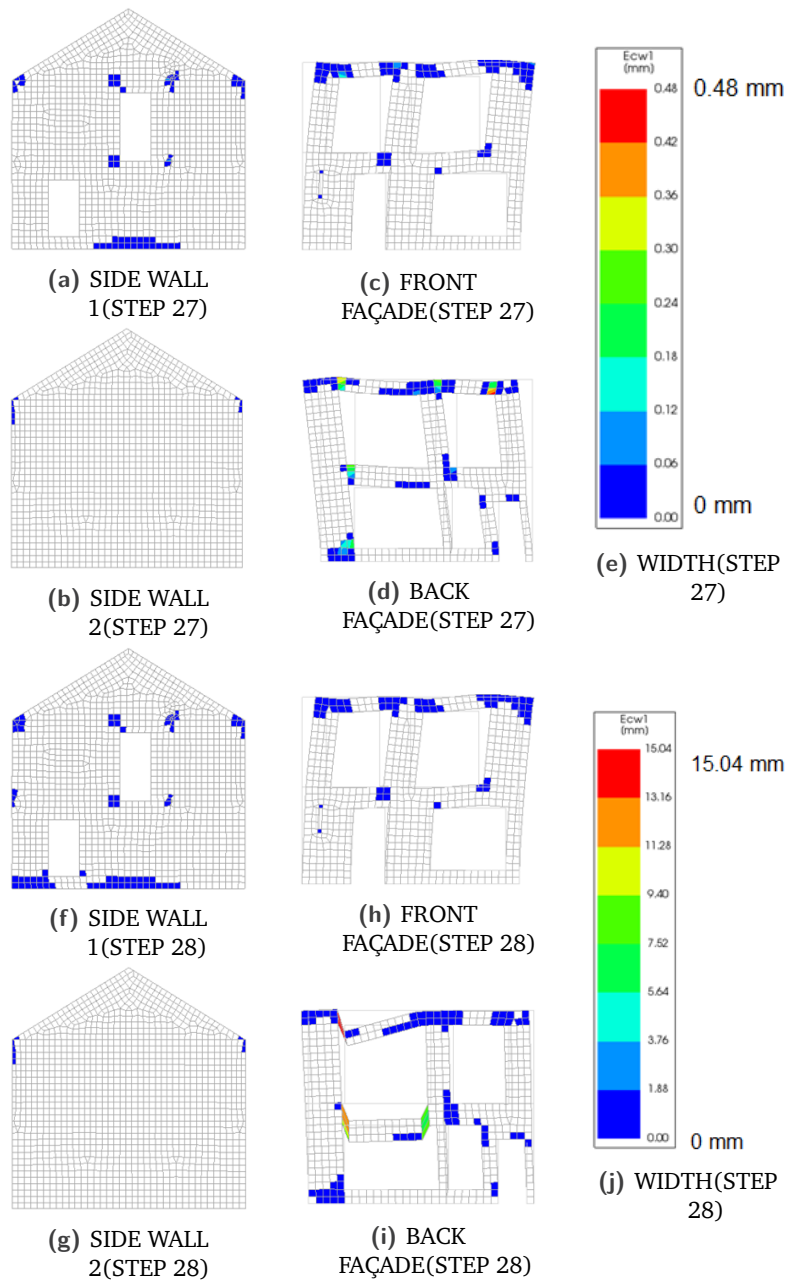 Ecw1
(mm)
0.48
0.42
0.36
0.30
0.24
0.18
0.12
0.06
0.00
0.48 mm
0 mm
(a) SIDE WALL
1(STEP 27)
(c) FRONT
FAÇADE(STEP 27)
(b) SIDE WALL
2(STEP 27)
(d) BACK
FAÇADE(STEP 27)
(e) WIDTH(STEP
27)
Ecw1
(mm)
15.04
13.16
11.28
9.40
7.52
5.64
3.76
1.88
0.00
15.04 mm
0 mm
(f) SIDE WALL
1(STEP 28)
(h) FRONT
FAÇADE(STEP 28)
(g) SIDE WALL
2(STEP 28)
(i) BACK
FAÇADE(STEP 28)
(j) WIDTH(STEP
28)